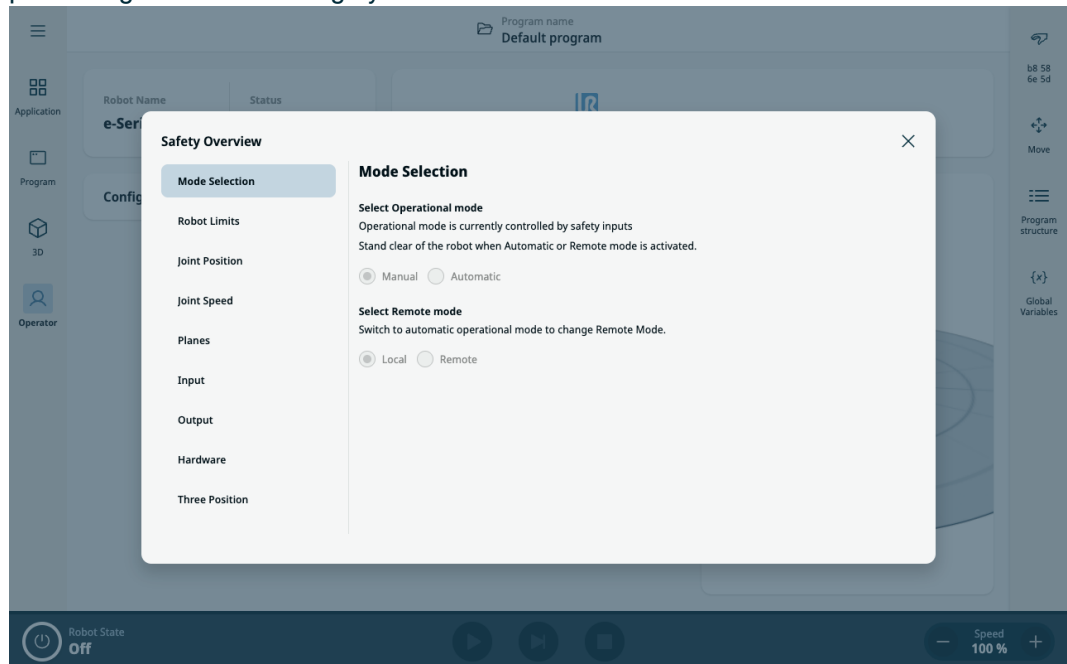 Program name
Default program
b8 58
6e 5d
Application
Robot Name
Status
e-Seri
Move
Program
Config
Safety Overview
Mode Selection
Robot Limits
Joint Position
Joint Speed
Planes
Input
Output
Hardware
Three Position
Mode Selection
Select Operational mode
Operational mode is currently controlled by safety inputs
Stand clear of the robot when Automatic or Remote mode is activated.
Manual Automatic
Select Remote mode
Switch to automatic operational mode to change Remote Mode.
Local Remote
Program
structure
3D
{x}
Global
Variables
Operator
Robot State
Off
Speed
100 %